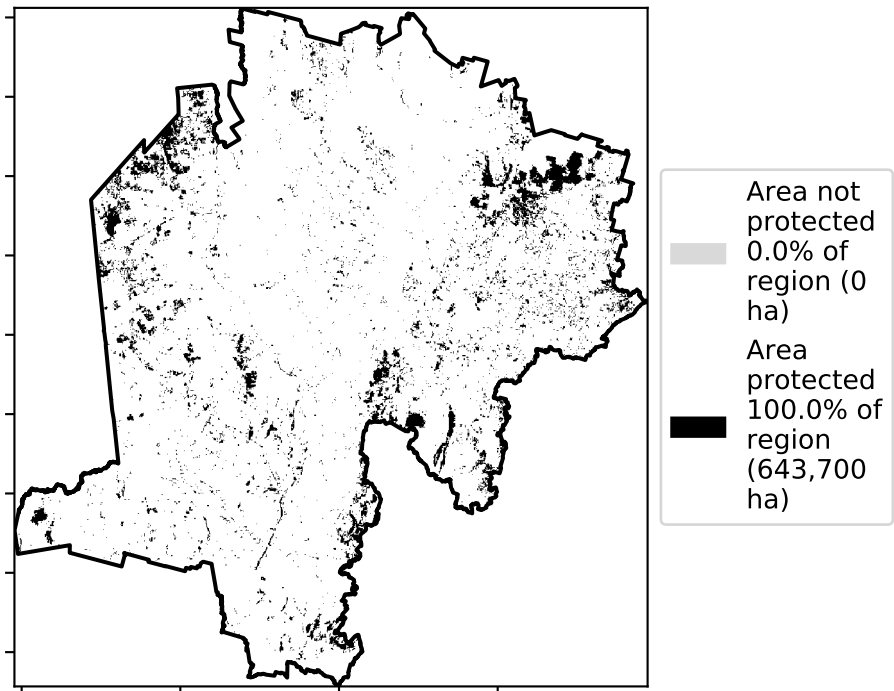 Area not
protected
0.0% of
region (0
ha)
Area
protected
100.0% of
region
(643,700
ha)